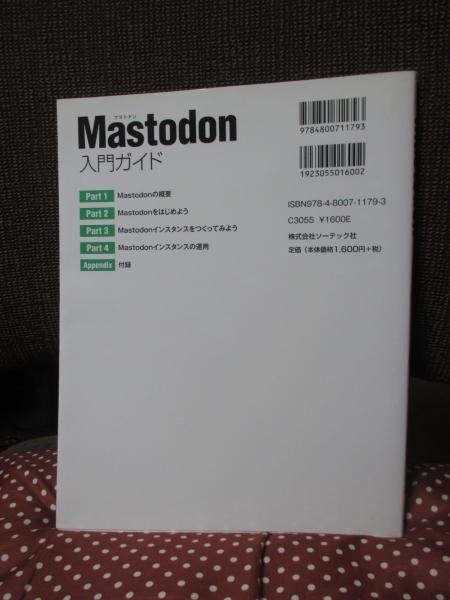 マストドン
Mastodon
入門ガイド
Part 1 Mastodonの概要
Part 2 Mastodonをはじめよう
Part 3 Mastodonインスタンスをつくってみよう
Part 4 Mastodonインスタンスの運用
Appendix 付録
9784800711793
1923055016002
ISBN978-4-8007-1179-3
C3055 ¥1600E
株式会社ソーテック社
定価（本体価格1,600円+税）